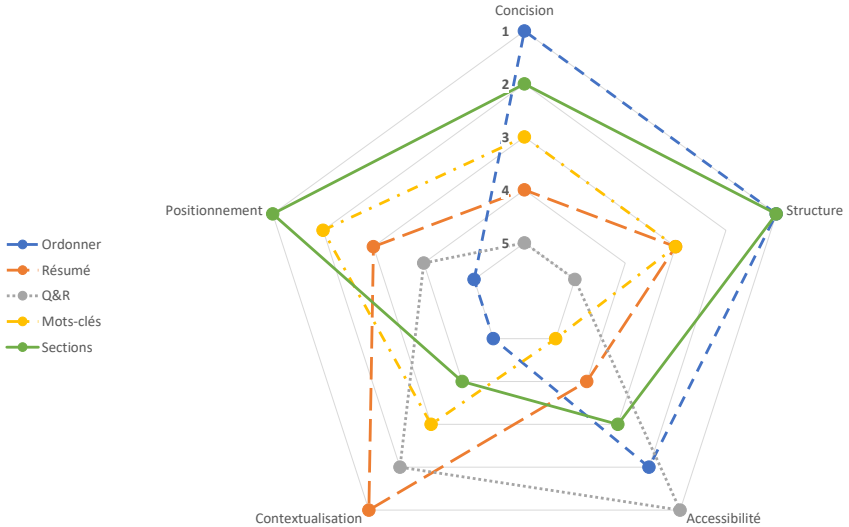 Concision
1
2
3
4
5
Positionnement
Structure
Ordonner
Résumé
Q&R
Mots-clés
Sections
Contextualisation
Accessibilité